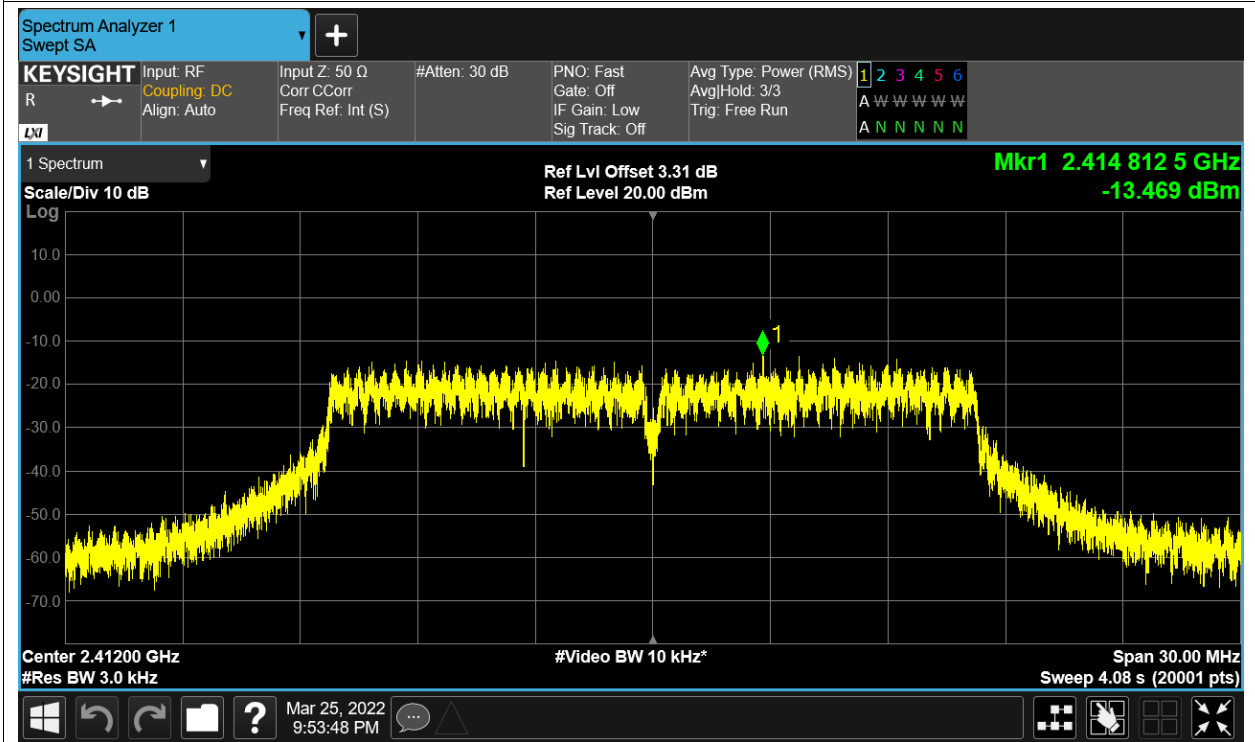 Spectrum Analyzer 1
Swept SA
+
KEYSIGHT
R
LXI
Input: RF
Coupling: DC
Align: Auto
Input Z: 50 Ω
Corr CCorr
Freq Ref: Int (S)
#Atten: 30 dB
PNO: Fast
Gate: Off
IF Gain: Low
Sig Track: Off
Avg Type: Power (RMS)
Avg|Hold: 3/3
Trig: Free Run
1 2 3 4 5 6
A W W W W W
A N N N N N
1 Spectrum
Scale/Div 10 dB
Log
Ref Lvl Offset 3.31 dB
Ref Level 20.00 dBm
Mkr1 2.414 812 5 GHz
-13.469 dBm
10.0
0.00
-10.0
-20.0
-30.0
-40.0
-50.0
-60.0
-70.0
1
Center 2.41200 GHz
#Res BW 3.0 kHz
#Video BW 10 kHz*
Span 30.00 MHz
Sweep 4.08 s (20001 pts)
?
Mar 25, 2022
9:53:48 PM